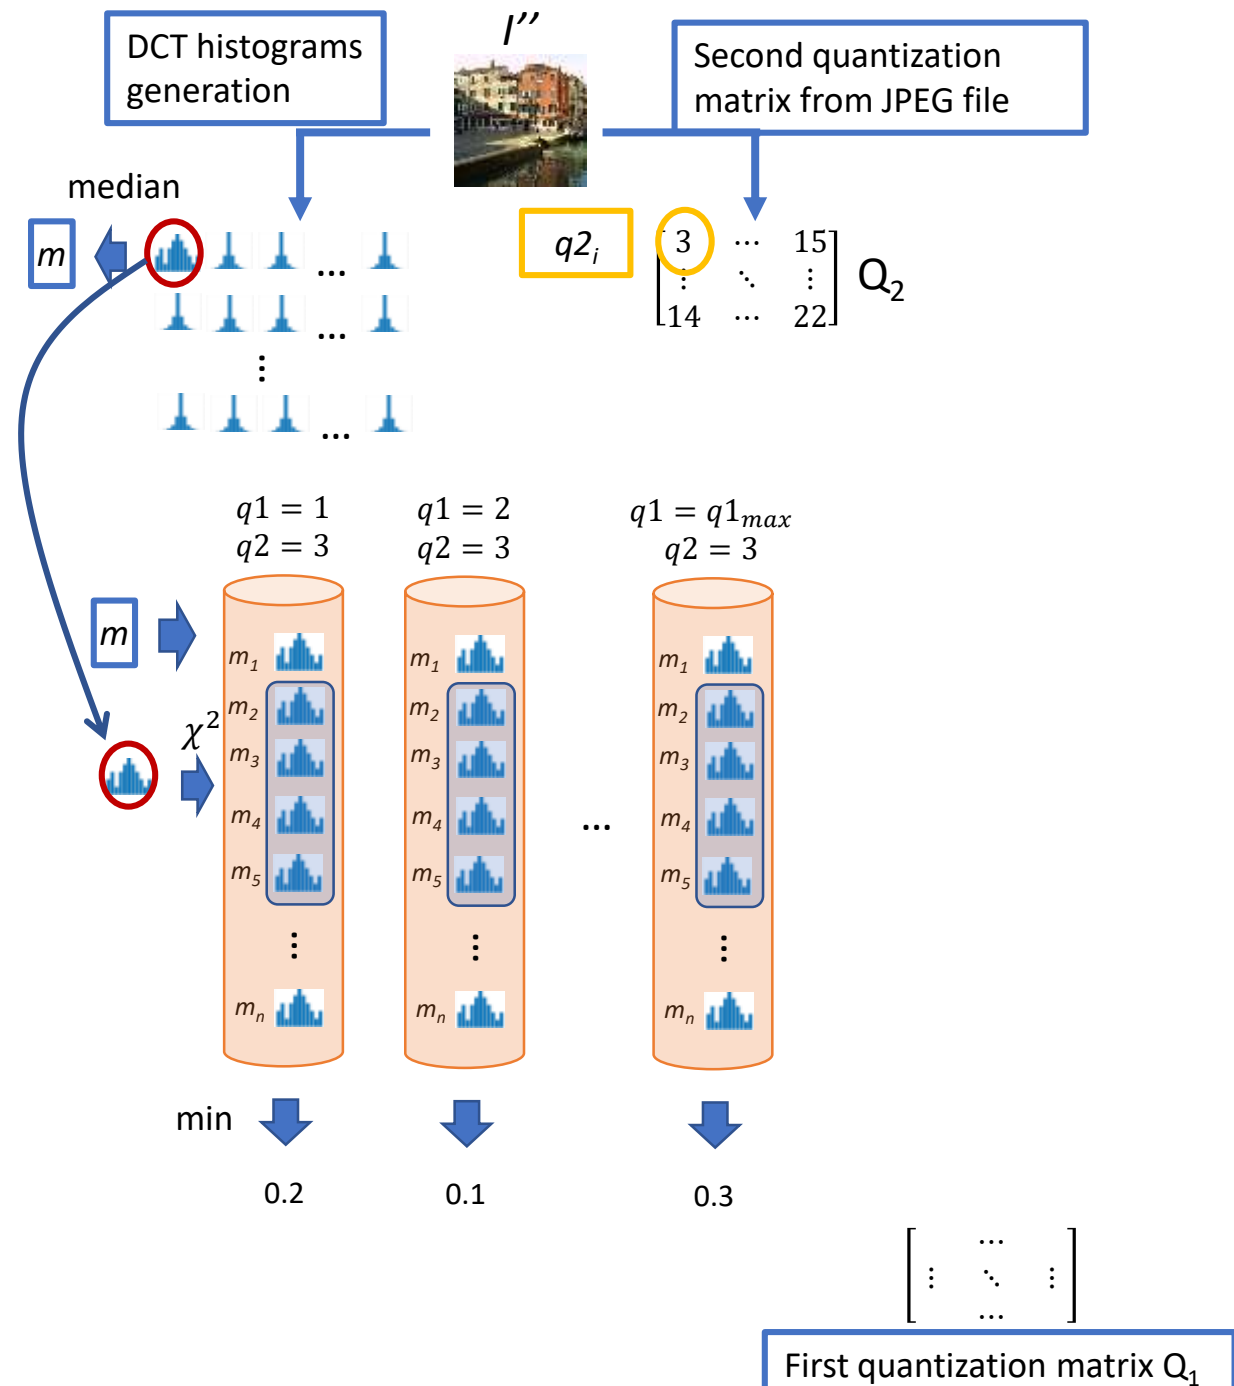 DCT histograms
generation
I’’
Second quantization
matrix from JPEG file
median
m
...
...
⋮
...
q2i
3 ⋯ 15
⋮ ⋱ ⋮
14 ⋯ 22
Q2
q1 = 1
q2 = 3
q1 = 2
q2 = 3
q1 = q1max
q2 = 3
m
χ2
m1
m2
m3
m4
m5
⋮
mn
m1
m2
m3
m4
m5
⋮
mn
...
m1
m2
m3
m4
m5
⋮
mn
min
0.2
0.1
0.3
⋯
⋮ ⋱ ⋮
⋯
First quantization matrix Q1